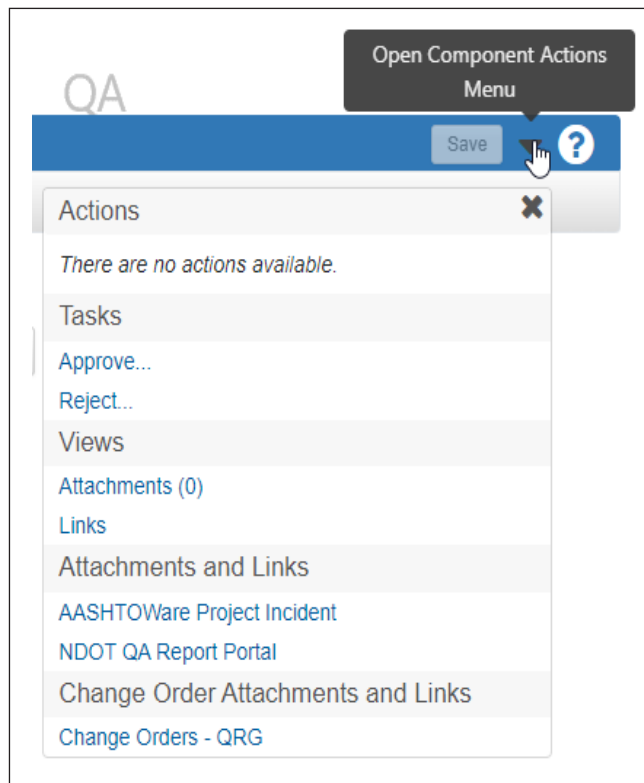 Open Component Actions
Menu
QA
Save
?
Actions
There are no actions available.
Tasks
Approve...
Reject...
Views
Attachments (0)
Links
Attachments and Links
AASHTOWare Project Incident
NDOT QA Report Portal
Change Order Attachments and Links
Change Orders - QRG